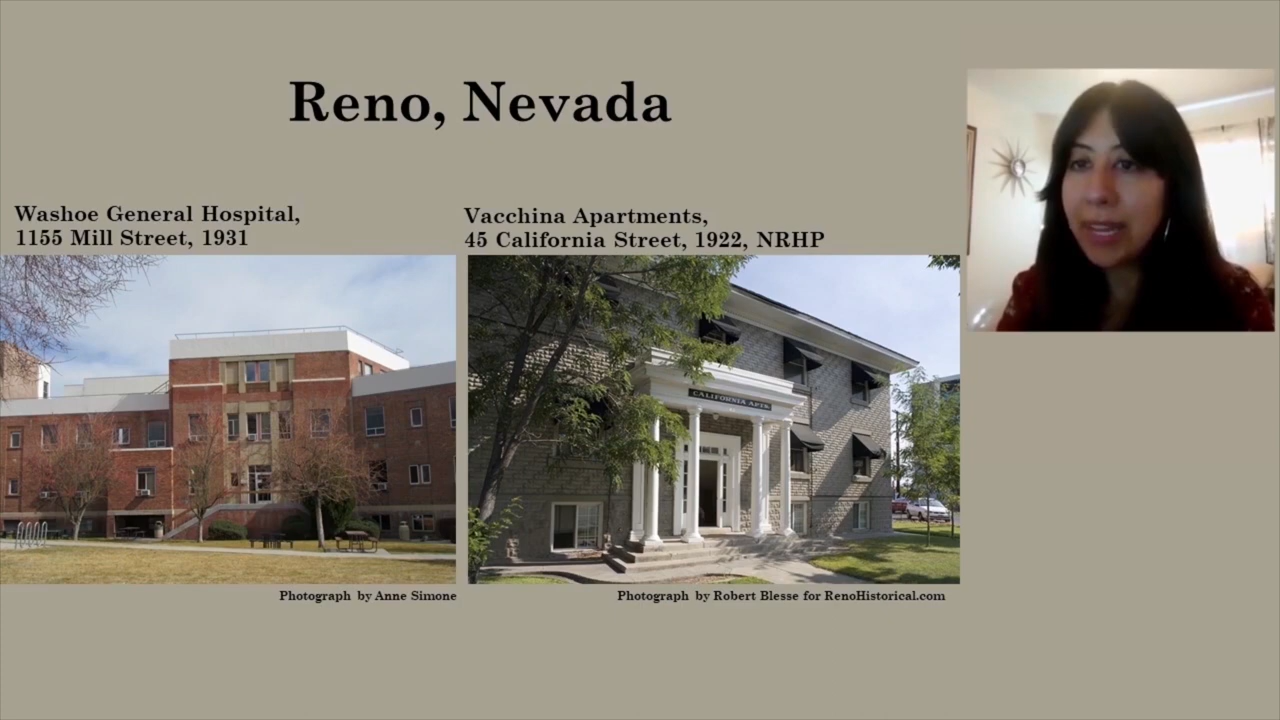 Reno, Nevada
Washoe General Hospital,
1155 Mill Street, 1931
Vacchina Apartments,
45 California Street, 1922, NRHP
CALIFORNIA APTS.
Photograph by Anne Simone
Photograph by Robert Blesse for RenoHistorical.com